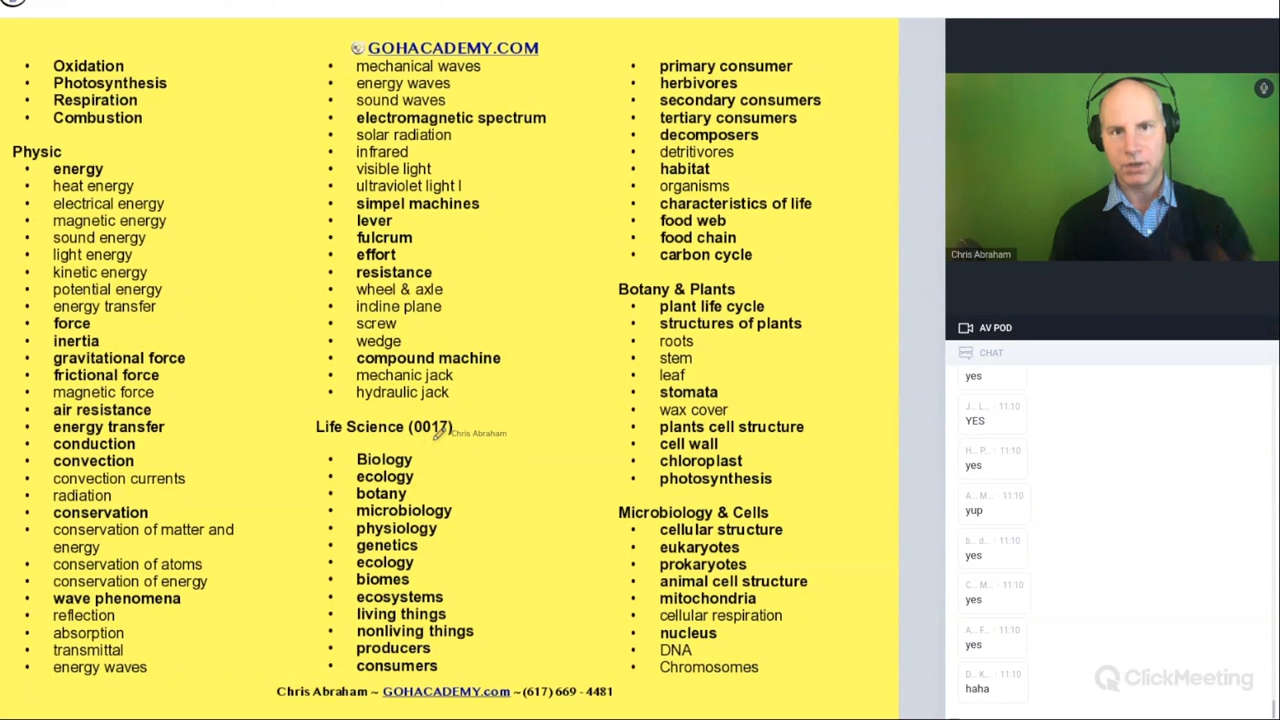 GOHACADEMY.COM
• Oxidation
• Photosynthesis
• Respiration
• Combustion
Physic
• energy
• heat energy
• electrical energy
• magnetic energy
• sound energy
• light energy
• kinetic energy
• potential energy
• energy transfer
• force
• inertia
• gravitational force
• frictional force
• magnetic force
• air resistance
• energy transfer
• conduction
• convection
• convection currents
• radiation
• conservation
• conservation of matter and
energy
• conservation of atoms
• conservation of energy
• wave phenomena
• reflection
• absorption
• transmittal
• energy waves
• mechanical waves
• energy waves
• sound waves
• electromagnetic spectrum
• solar radiation
• infrared
• visible light
• ultraviolet light l
• simpel machines
• lever
• fulcrum
• effort
• resistance
• wheel & axle
• incline plane
• screw
• wedge
• compound machine
• mechanic jack
• hydraulic jack
Life Science (0017)
Chris Abraham
• Biology
• ecology
• botany
• microbiology
• physiology
• genetics
• ecology
• biomes
• ecosystems
• living things
• nonliving things
• producers
• consumers
• primary consumer
• herbivores
• secondary consumers
• tertiary consumers
• decomposers
• detritivores
• habitat
• organisms
• characteristics of life
• food web
• food chain
• carbon cycle
Botany & Plants
• plant life cycle
• structures of plants
• roots
• stem
• leaf
• stomata
• wax cover
• plants cell structure
• cell wall
• chloroplast
• photosynthesis
Microbiology & Cells
• cellular structure
• eukaryotes
• prokaryotes
• animal cell structure
• mitochondria
• cellular respiration
• nucleus
• DNA
• Chromosomes
Chris Abraham ~ GOHACADEMY.com ~(617) 669 - 4481
Chris Abraham
AV POD
CHAT
yes
J... L... · 11:10
YES
H... P... · 11:10
yes
A... M... · 11:10
yup
b... d... · 11:10
yes
C... M... · 11:10
yes
A... F... · 11:10
yes
D... K... · 11:10
haha
ClickMeeting